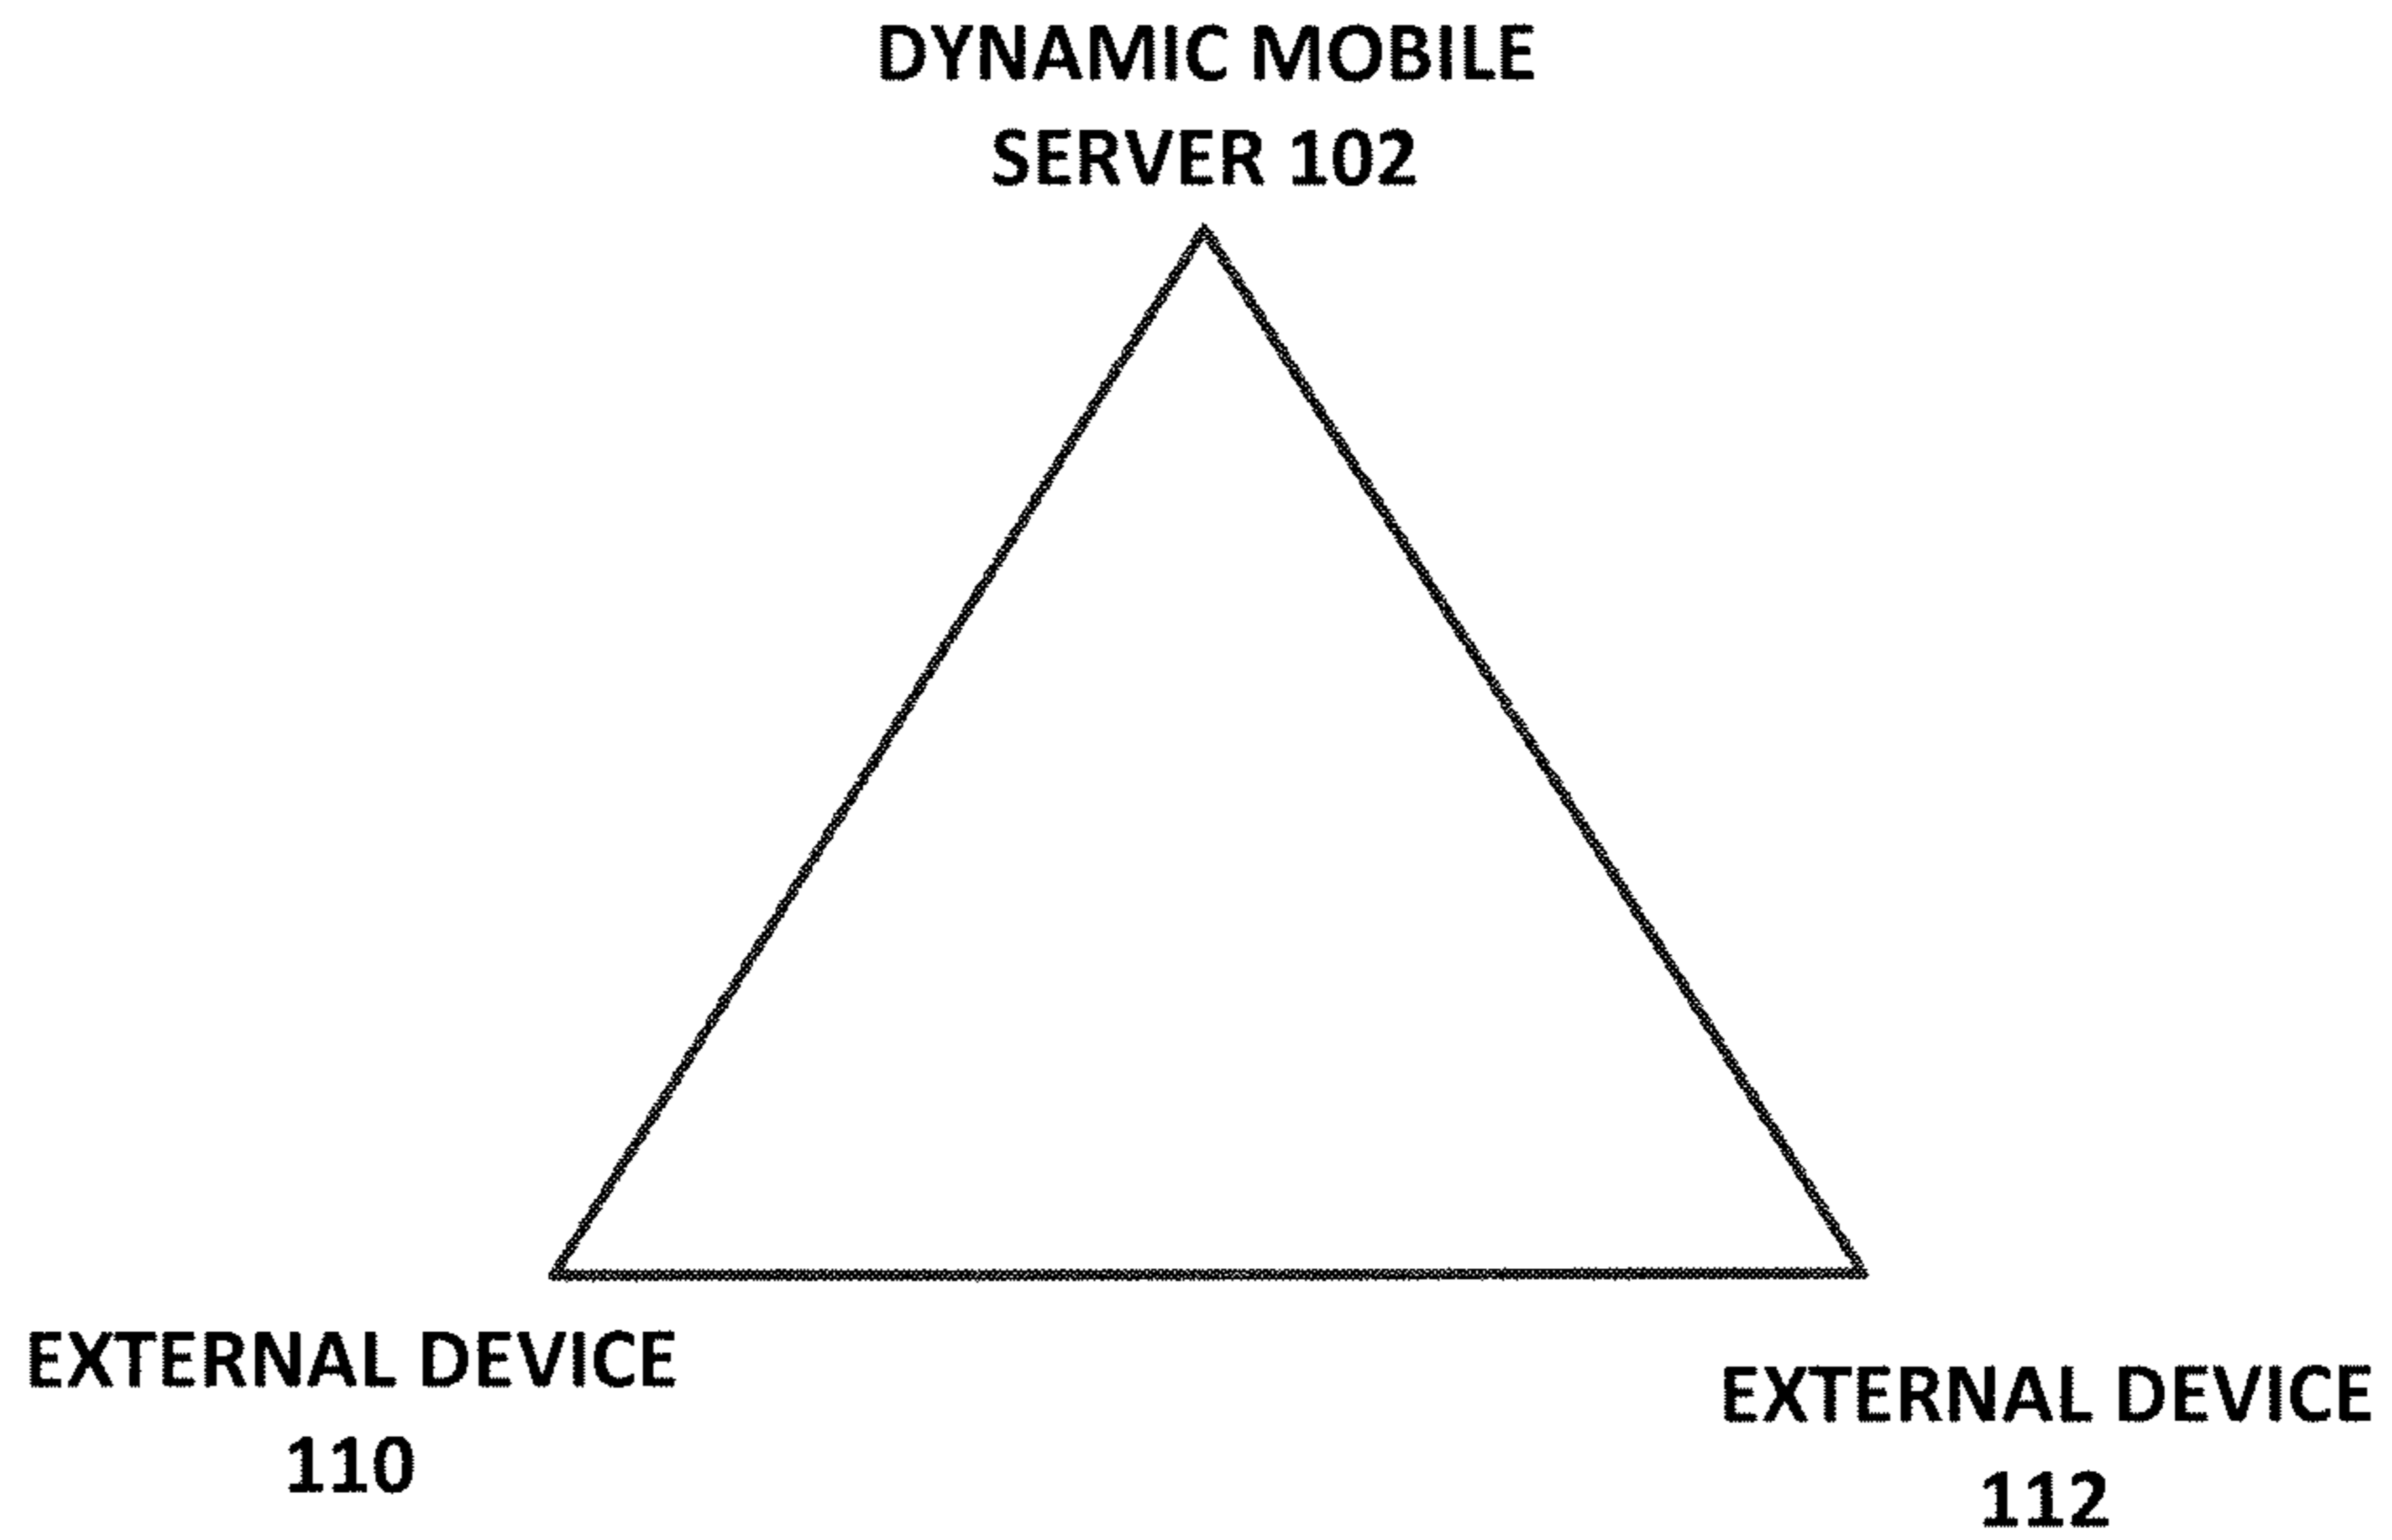 DYNAMIC MOBILE
SERVER 102
EXTERNAL DEVICE
110
EXTERNAL DEVICE
112